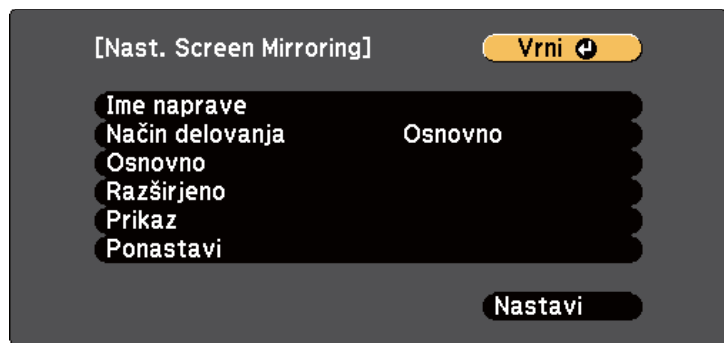 [Nast. Screen Mirroring]
Vrni
Ime naprave
Način delovanja Osnovno
Osnovno
Razširjeno
Prikaz
Ponastavi
Nastavi